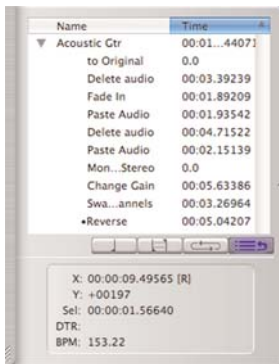 Name Time
Acoustic Gtr 00:01...44071
to Original 0.0
Delete audio 00:03.39239
Fade In 00:01.89209
Paste Audio 00:01.93542
Delete audio 00:04.71522
Paste Audio 00:02.15139
Mon...Stereo 0.0
Change Gain 00:05.63386
Swa...annels 00:03.26964
•Reverse 00:05.04207
X: 00:00:09.49565 [R]
Y: +00197
Sel: 00:00:01.56640
DTR:
BPM: 153.22